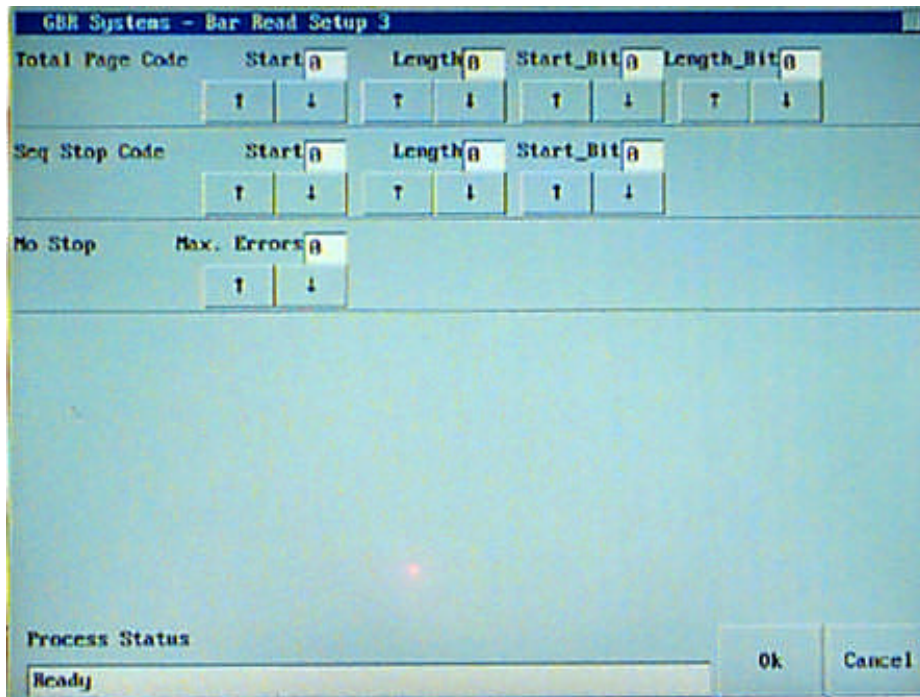 GBR Systems - Bar Read Setup 3
Total Page Code Start 0 Length 0 Start_Bit 0 Length_Bit 0
↑ ↓ ↑ ↓ ↑ ↓ ↑ ↓
Seq Stop Code Start 0 Length 0 Start_Bit 0
↑ ↓ ↑ ↓ ↑ ↓
No Stop Max. Errors 0
↑ ↓
Process Status
Ready
Ok Cancel